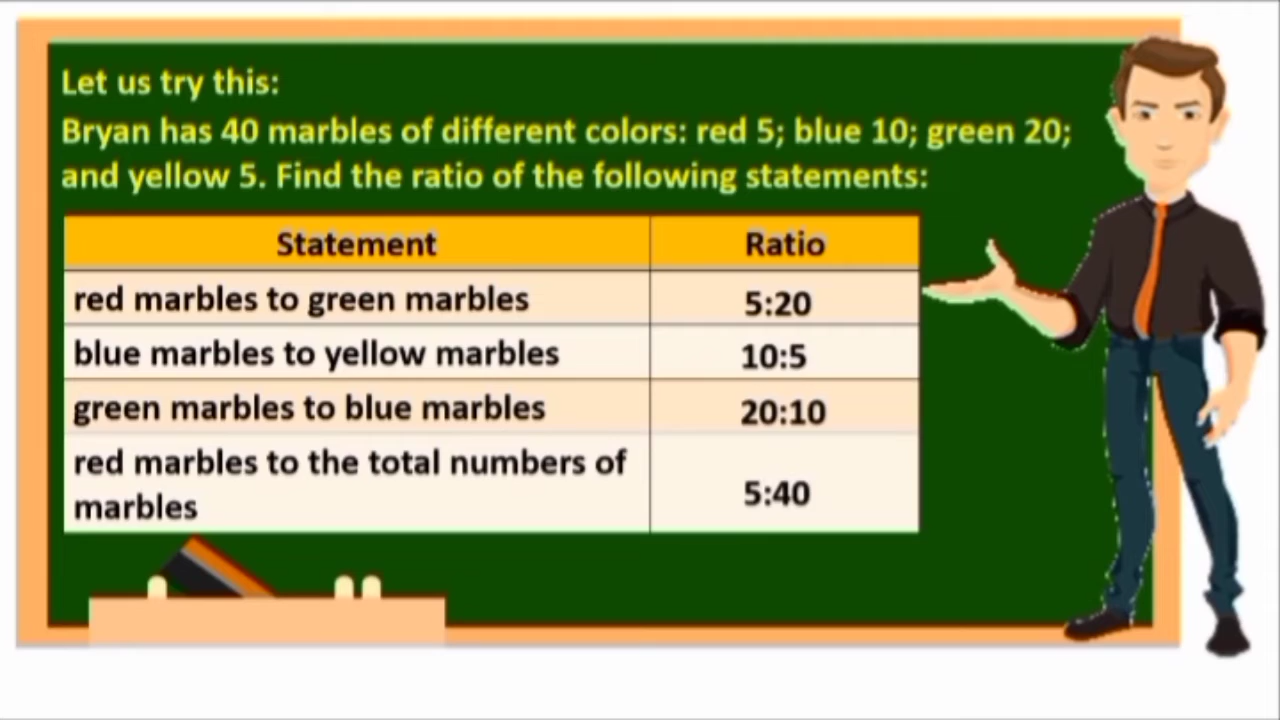 Let us try this:
Bryan has 40 marbles of different colors: red 5; blue 10; green 20;
and yellow 5. Find the ratio of the following statements:
Statement Ratio
red marbles to green marbles 5:20
blue marbles to yellow marbles 10:5
green marbles to blue marbles 20:10
red marbles to the total numbers of
marbles 5:40